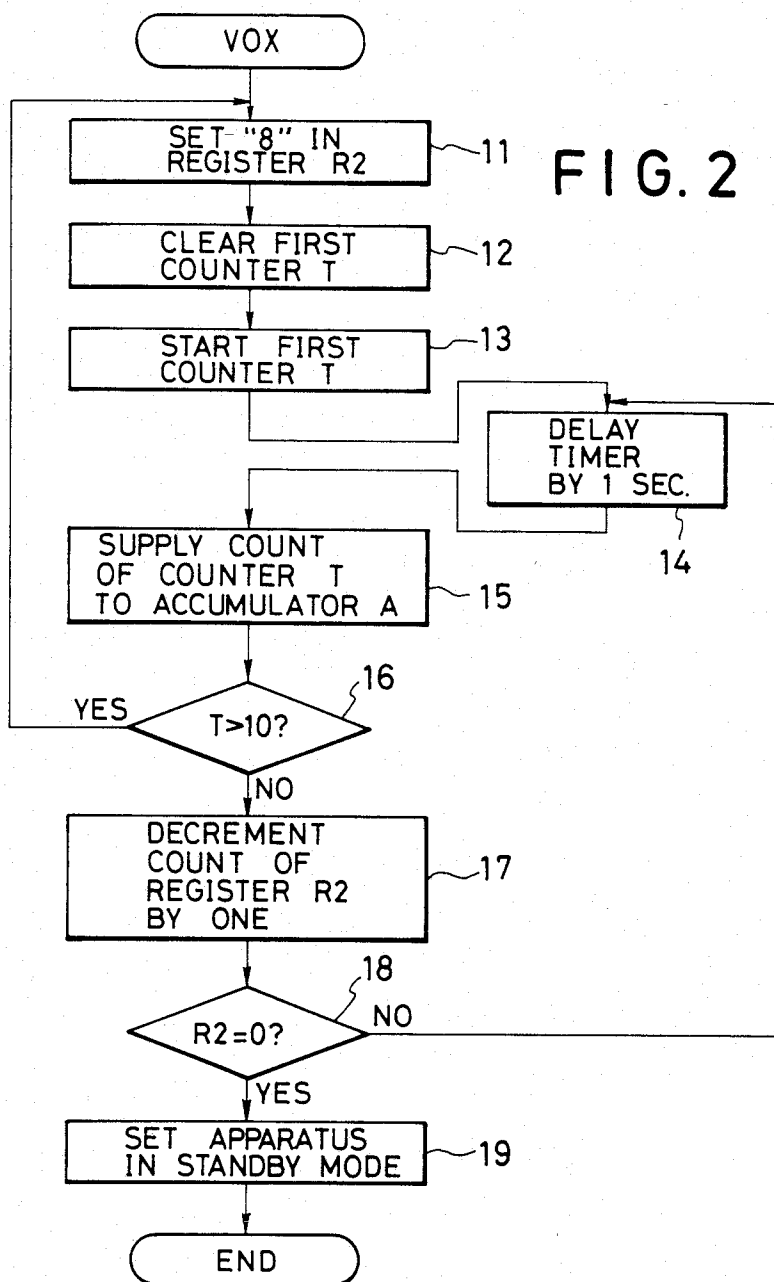 VOX
SET "8" IN
REGISTER R2
11
FIG. 2
CLEAR FIRST
COUNTER T
12
START FIRST
COUNTER T
13
DELAY
TIMER
BY 1 SEC.
14
SUPPLY COUNT
OF COUNTER T
TO ACCUMULATOR A
15
16
YES
T>10?
NO
DECREMENT
COUNT OF
REGISTER R2
BY ONE
17
18
R2=0?
NO
YES
SET APPARATUS
IN STANDBY MODE
19
END